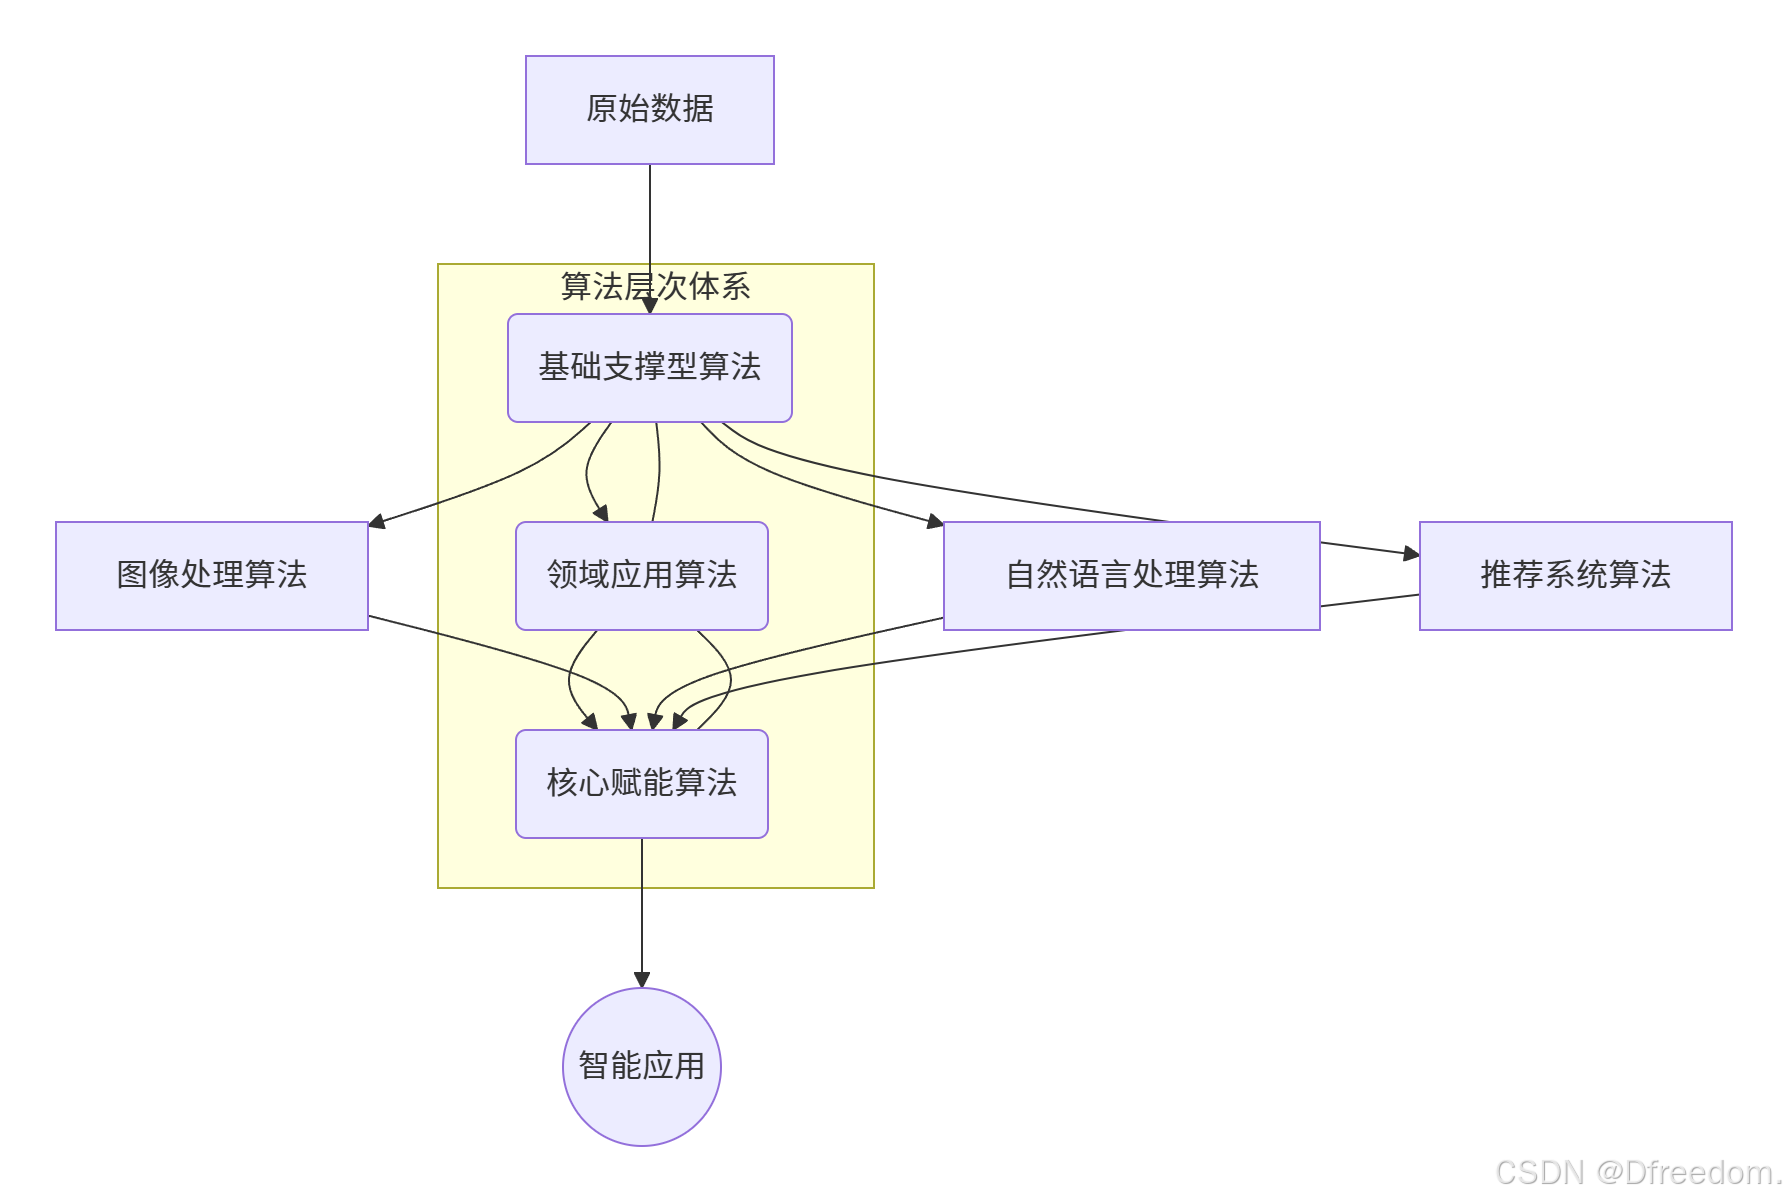 原始数据
算法层次体系
基础支撑型算法
图像处理算法
领域应用算法
自然语言处理算法
推荐系统算法
核心赋能算法
智能应用
CSDN @Dfreedom.